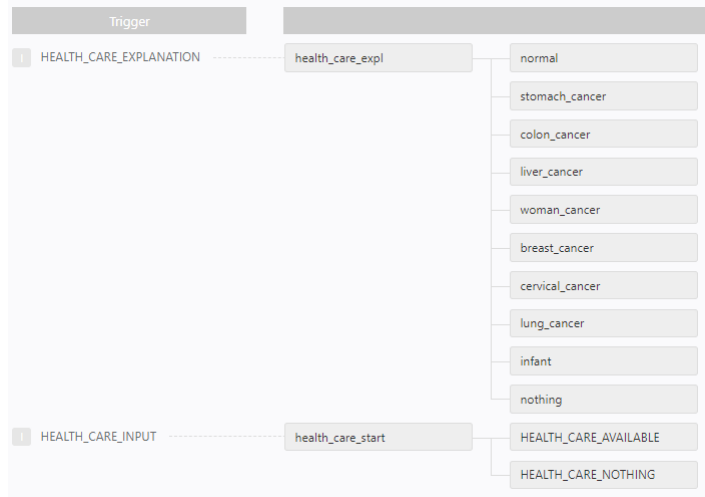 Trigger
I HEALTH_CARE_EXPLANATION health_care_expl normal
stomach_cancer
colon_cancer
liver_cancer
woman_cancer
breast_cancer
cervical_cancer
lung_cancer
infant
nothing
I HEALTH_CARE_INPUT health_care_start HEALTH_CARE_AVAILABLE
HEALTH_CARE_NOTHING